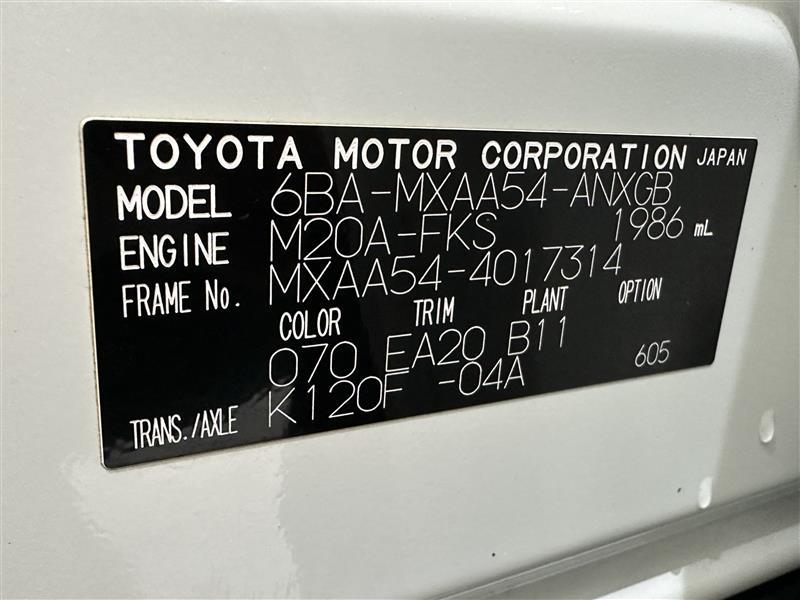 TOYOTA MOTOR CORPORATION JAPAN
MODEL 6BA-MXAA54-ANXGB
ENGINE M20A-FKS 1986 mL
FRAME No. MXAA54-4017314
COLOR TRIM PLANT OPTION
070 EA20 B11 605
TRANS./AXLE K120F -04A